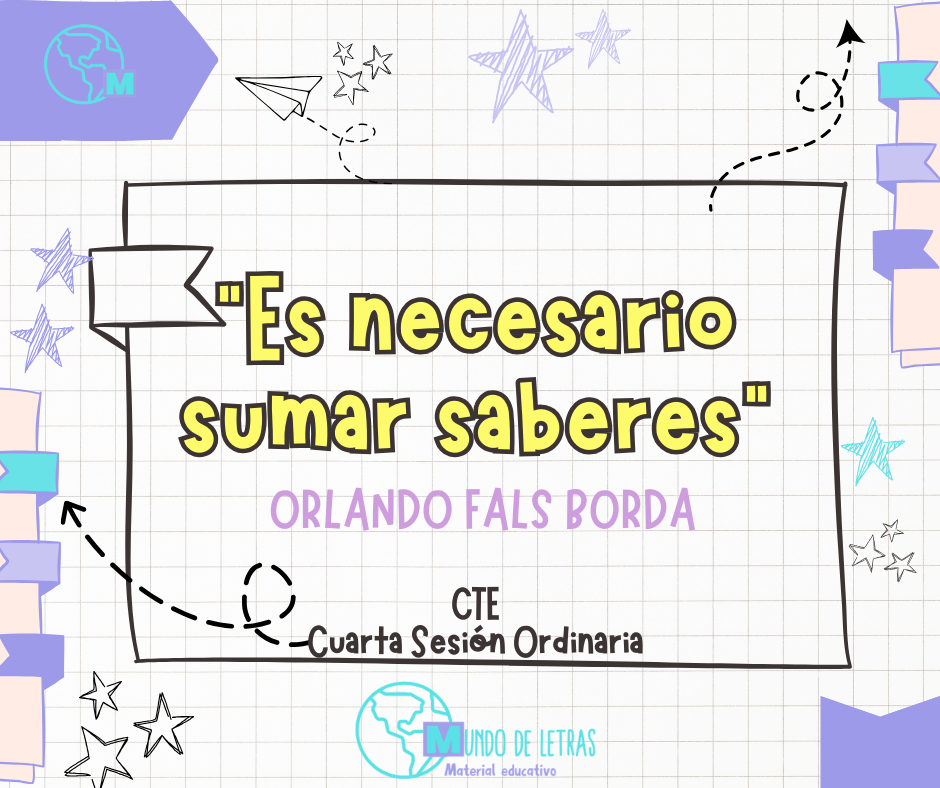 M
"Es necesario
sumar saberes"
ORLANDO FALS BORDA
CTE
Cuarta Sesión Ordinaria
MUNDO DE LETRAS
Material educativo